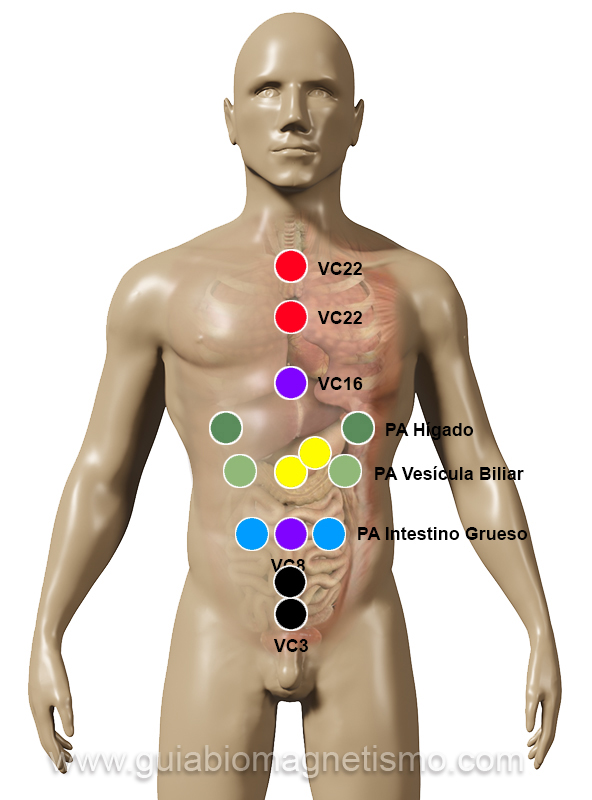 VC22
VC22
VC16
PA Hígado
PA Vesícula Biliar
PA Intestino Grueso
VC8
VC3
www.guiabiomagnetismo.com